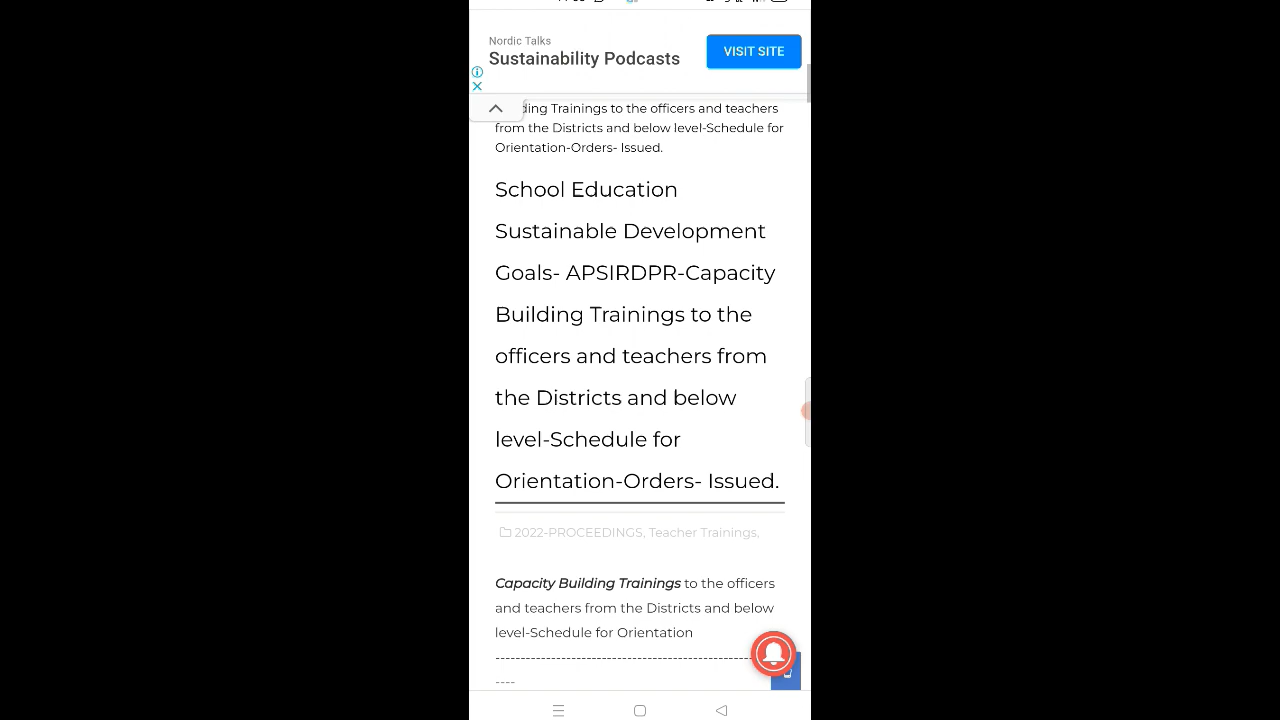 Nordic Talks
Sustainability Podcasts
VISIT SITE
ding Trainings to the officers and teachers
from the Districts and below level-Schedule for
Orientation-Orders- Issued.
School Education
Sustainable Development
Goals- APSIRDPR-Capacity
Building Trainings to the
officers and teachers from
the Districts and below
level-Schedule for
Orientation-Orders- Issued.
2022-PROCEEDINGS, Teacher Trainings,
Capacity Building Trainings to the officers
and teachers from the Districts and below
level-Schedule for Orientation
--------------------------------------------------
----